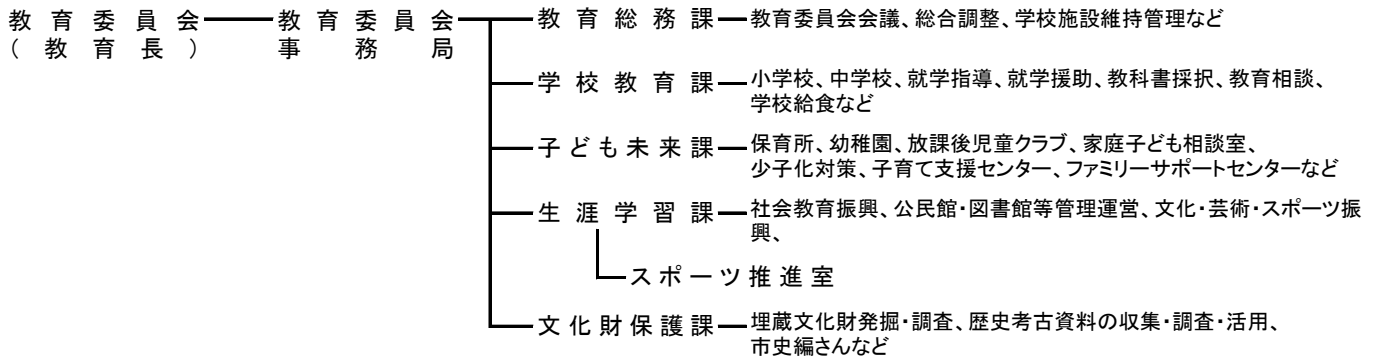 教育委員会
(教育長)
教育委員会
事務局
教育総務課
教育委員会会議、総合調整、学校施設維持管理など
学校教育課
小学校、中学校、就学指導、就学援助、教科書採択、教育相談、
学校給食など
子ども未来課
保育所、幼稚園、放課後児童クラブ、家庭子ども相談室、
少子化対策、子育て支援センター、ファミリーサポートセンターなど
生涯学習課
社会教育振興、公民館・図書館等管理運営、文化・芸術・スポーツ振
興、
スポーツ推進室
文化財保護課
埋蔵文化財発掘・調査、歴史考古資料の収集・調査・活用、
市史編さんなど